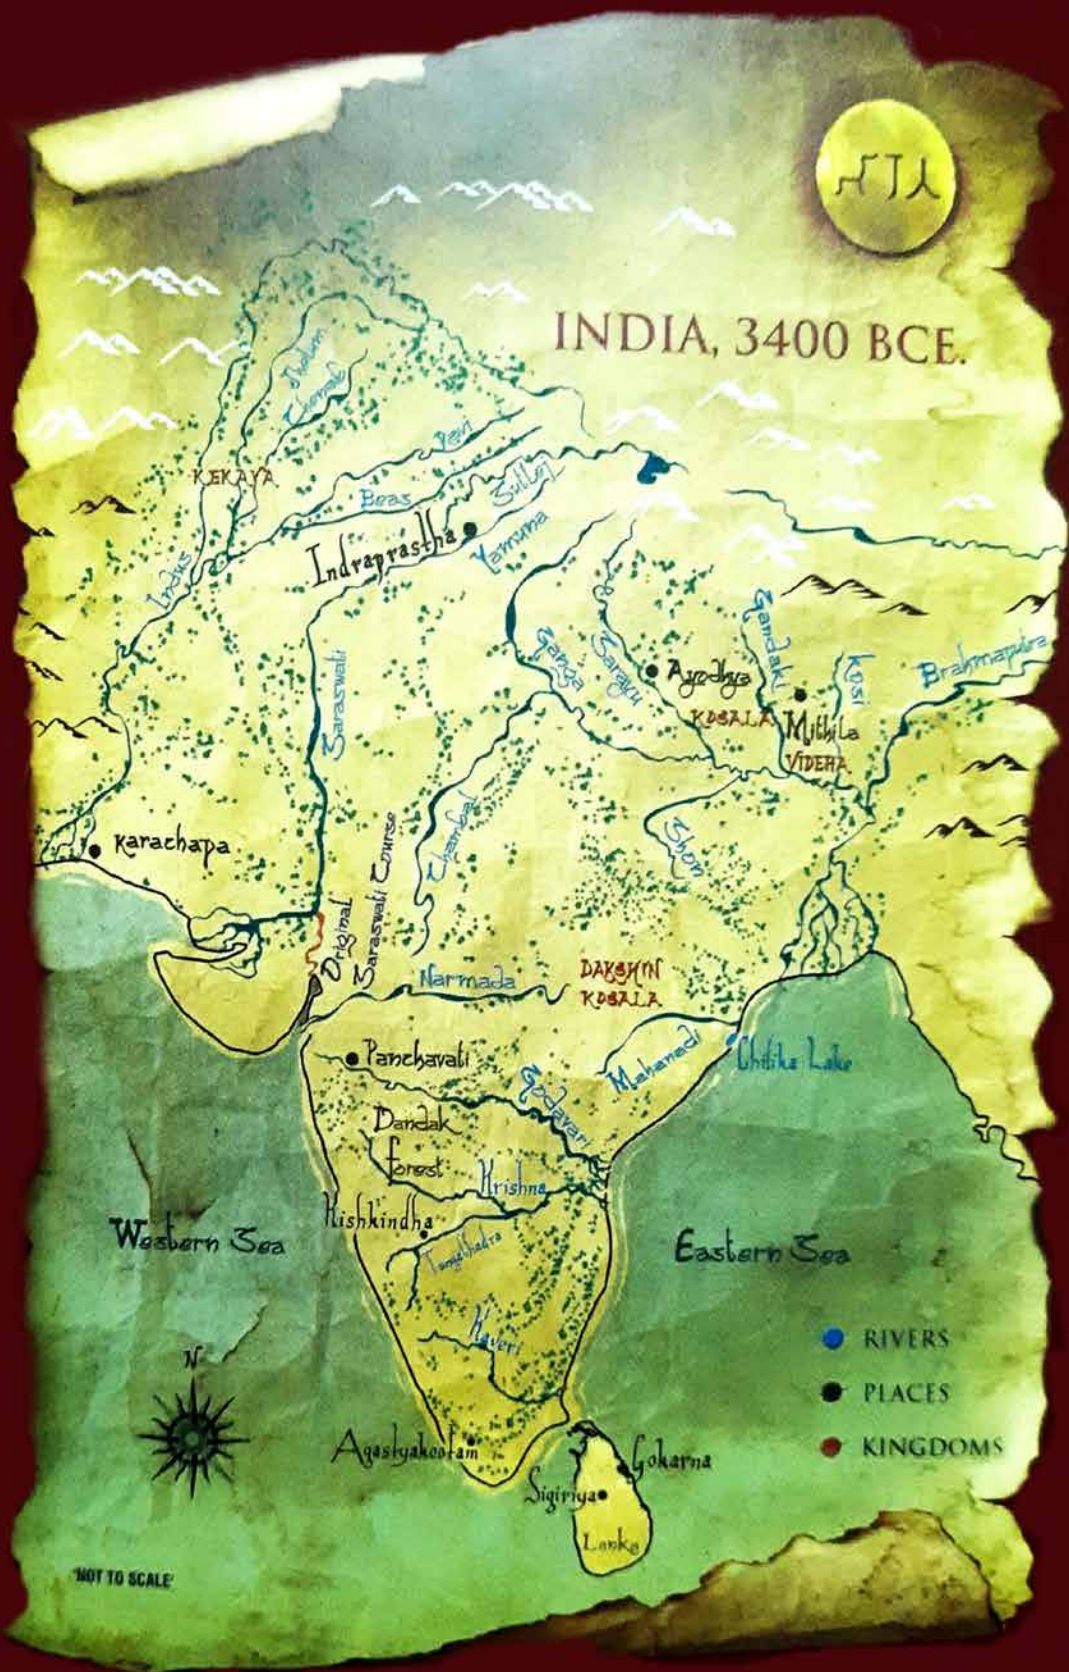 INDIA, 3400 BCE.
Jhelum
Chenab
Ravi
KEKAYA
Beas
Sutlej
Indraprastha
Yamuna
Indus
Ganga
Sarayu
Ayodhya
KOSALA
Gandaki
Kosi
Brahmaputra
Mithila
VIDEHA
Saraswati
Karachapa
Chambal
Shon
Original
Saraswati Course
Narmada
DAKSHIN
KOSALA
Panchavati
Mahanadi
Chilika Lake
Godavari
Dandak
forest
Krishna
Kishkindha
Tungabhadra
Western Sea
Eastern Sea
Kaveri
RIVERS
PLACES
KINGDOMS
N
Agastyakootam
Gokarna
Sigiriya
Lanka
'NOT TO SCALE'